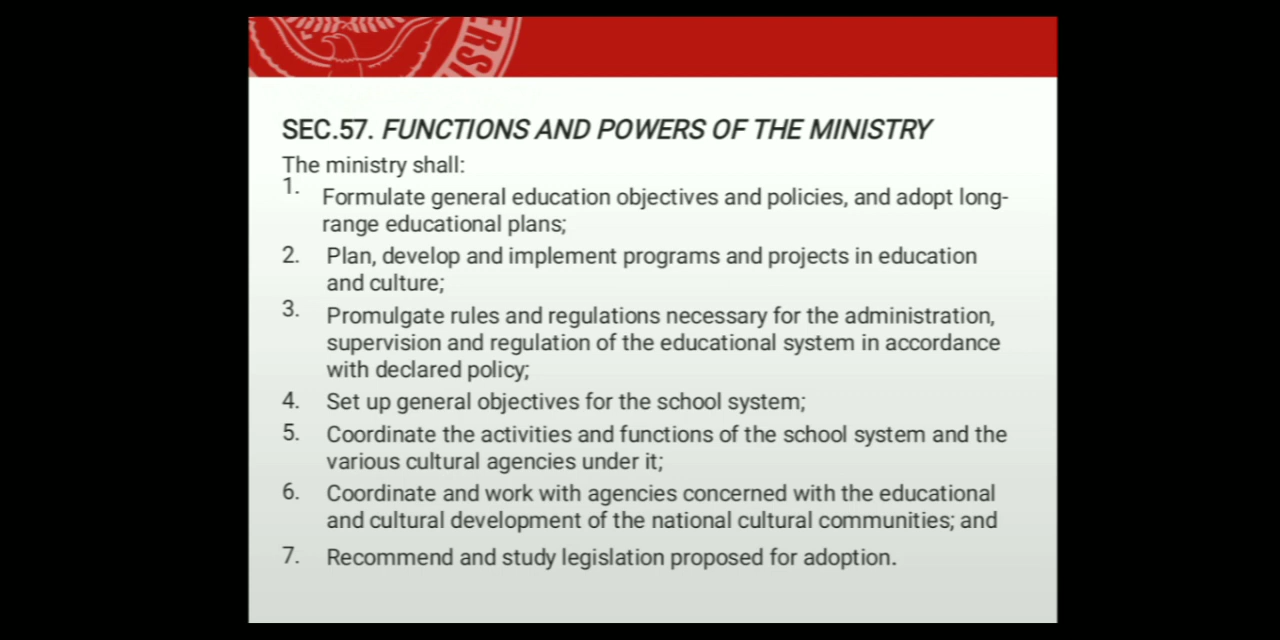 ERSI
SEC.57. FUNCTIONS AND POWERS OF THE MINISTRY
The ministry shall:
1. Formulate general education objectives and policies, and adopt long-
range educational plans;
2. Plan, develop and implement programs and projects in education
and culture;
3. Promulgate rules and regulations necessary for the administration,
supervision and regulation of the educational system in accordance
with declared policy;
4. Set up general objectives for the school system;
5. Coordinate the activities and functions of the school system and the
various cultural agencies under it;
6. Coordinate and work with agencies concerned with the educational
and cultural development of the national cultural communities; and
7. Recommend and study legislation proposed for adoption.